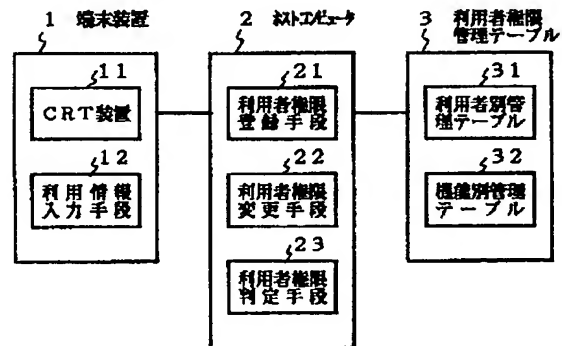 1 端末装置
11
CRT装置
12
利用情報
入力手段
2 ホストコンピュータ
21
利用者権限
登録手段
22
利用者権限
変更手段
23
利用者権限
判定手段
3 利用者権限
管理テーブル
31
利用者別管
理テーブル
32
機能別管理
テーブル